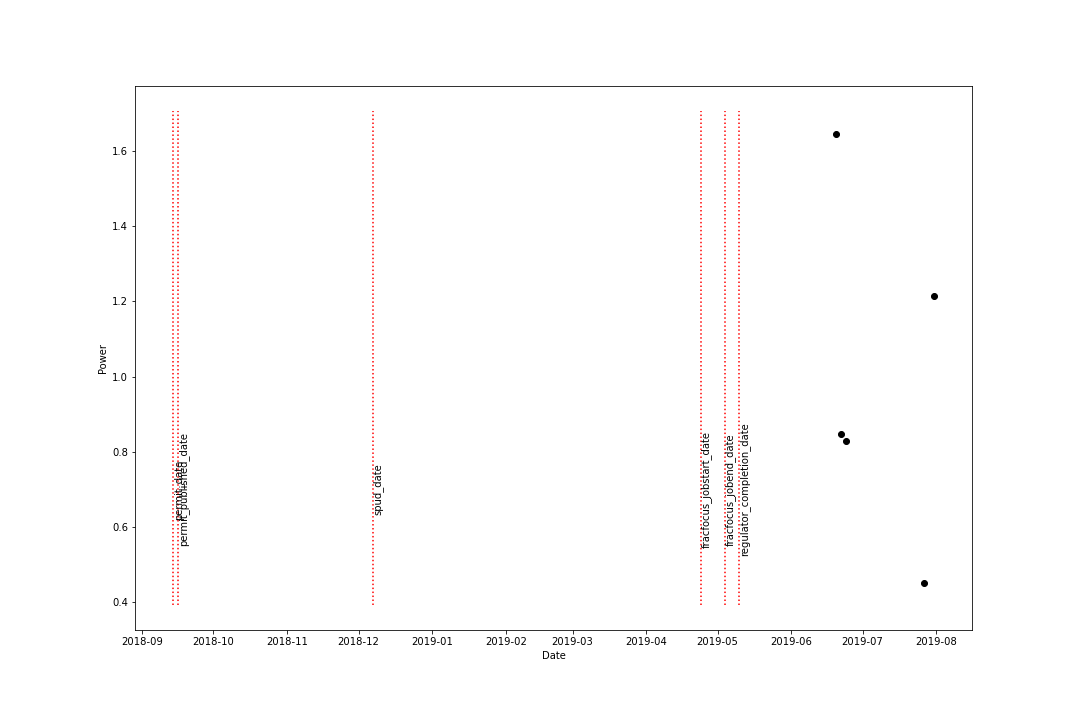 1.6
1.4
1.2
1.0
0.8
0.6
0.4
Power
permit_date
permit_published_date
spud_date
fracfocus_jobstart_date
fracfocus_jobend_date
regulator_completion_date
2018-09 2018-10 2018-11 2018-12 2019-01 2019-02 2019-03 2019-04 2019-05 2019-06 2019-07 2019-08
Date